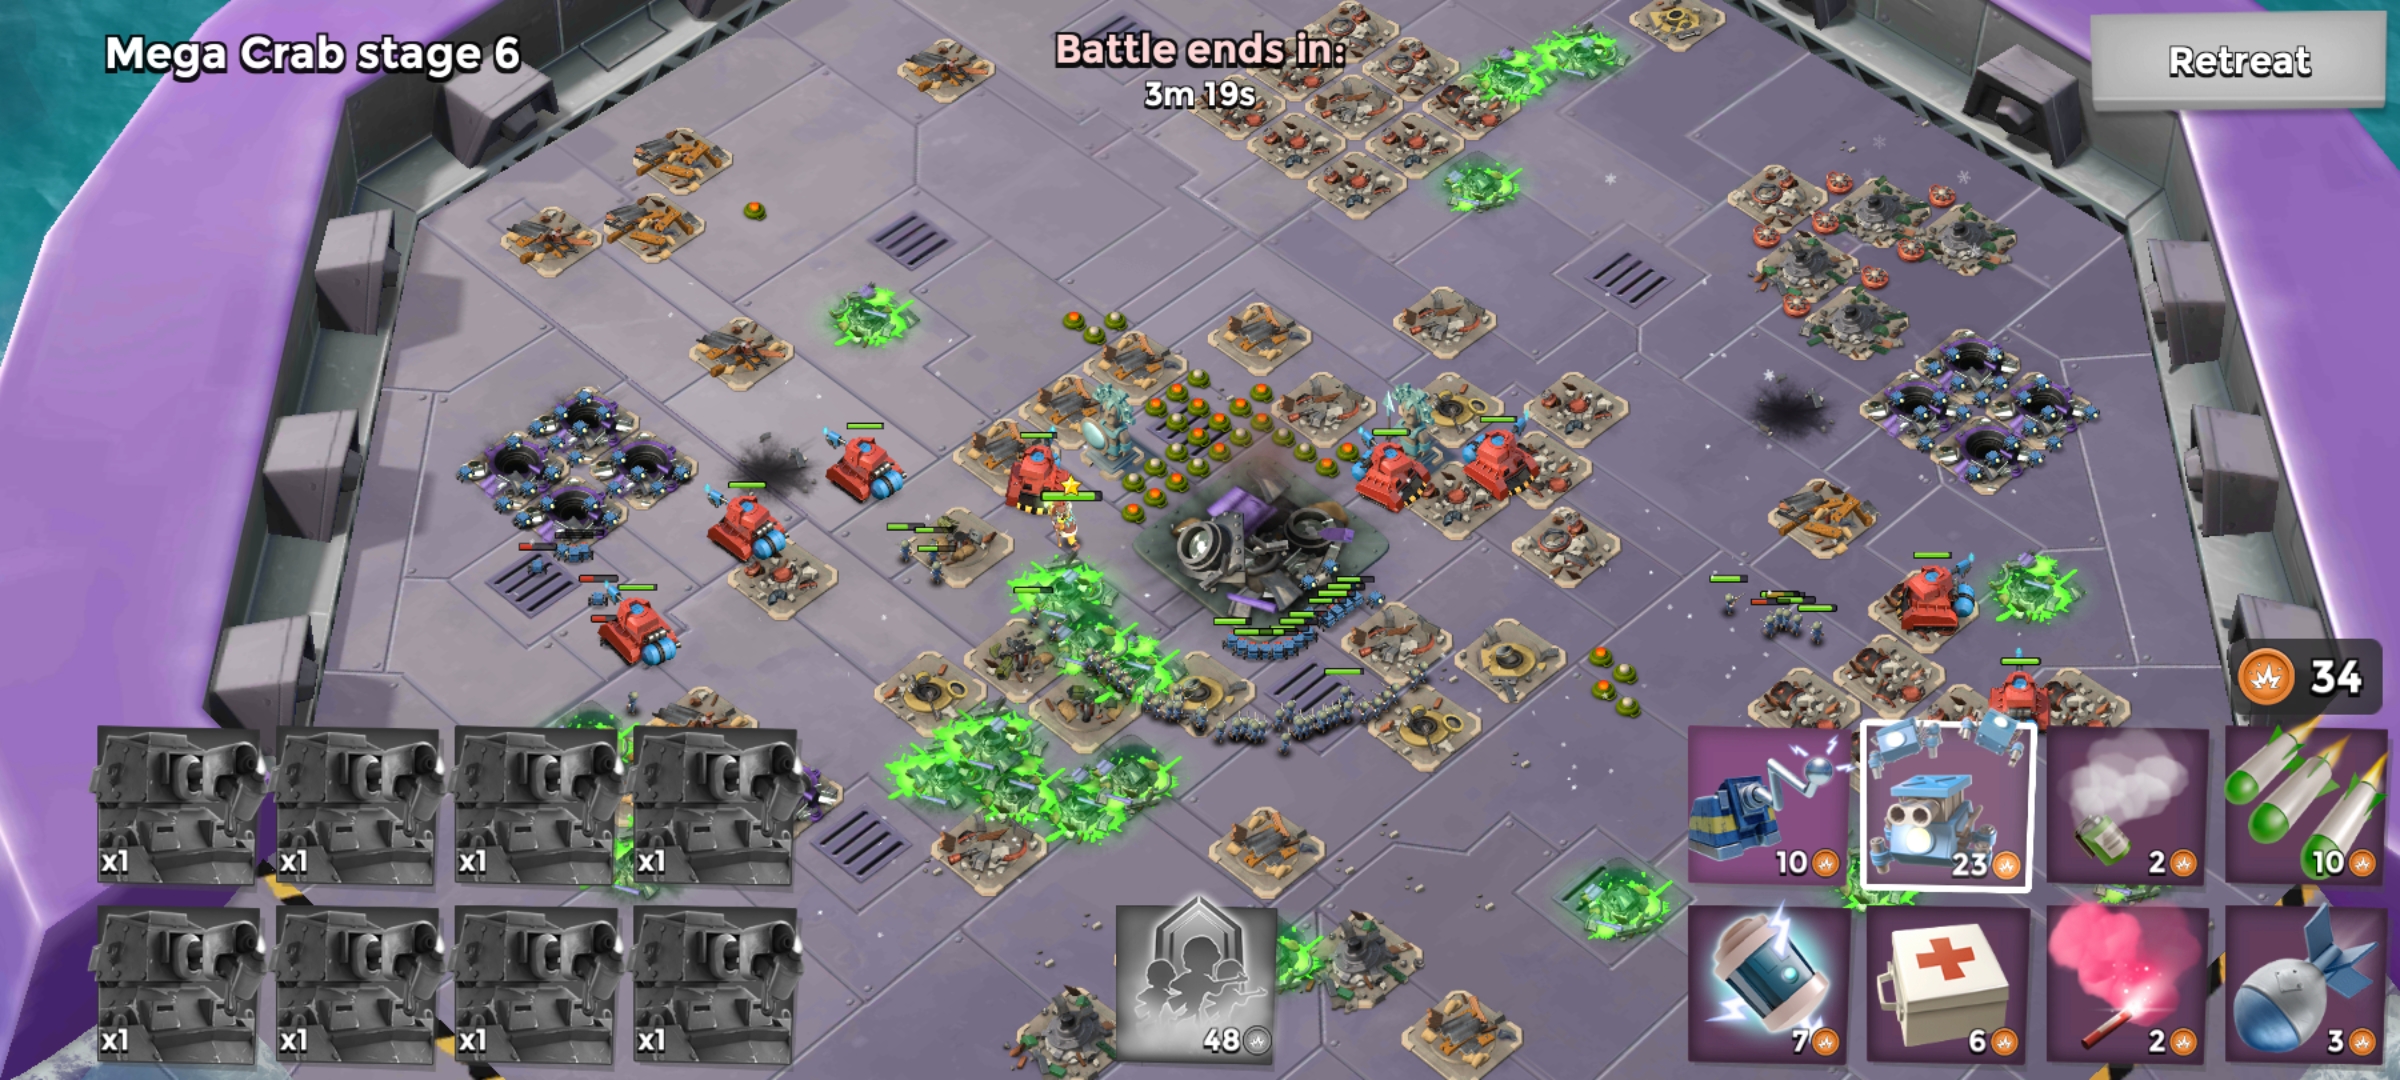 Mega Crab stage 6
Battle ends in:
3m 19s
Retreat
34
x1
x1
x1
x1
10
23
2
10
x1
x1
x1
x1
48
7
6
2
3